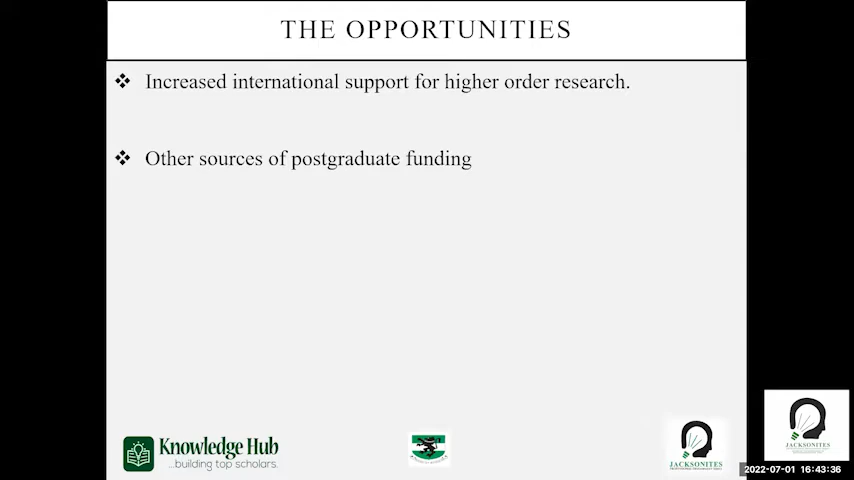 THE OPPORTUNITIES
❖ Increased international support for higher order research.
❖ Other sources of postgraduate funding
Knowledge Hub
...building top scholars.
JACKSONITES
JACKSONITES
2022-07-01 16:43:36